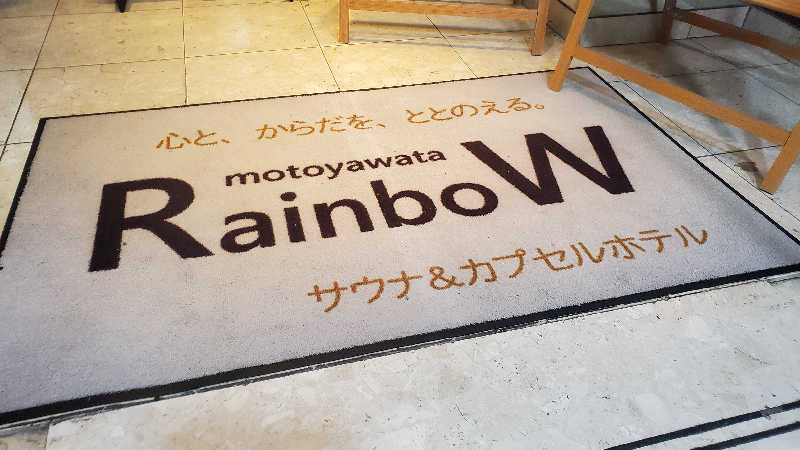 心と、からだを、ととのえる。
motoyawata
RainboW
サウナ&カプセルホテル